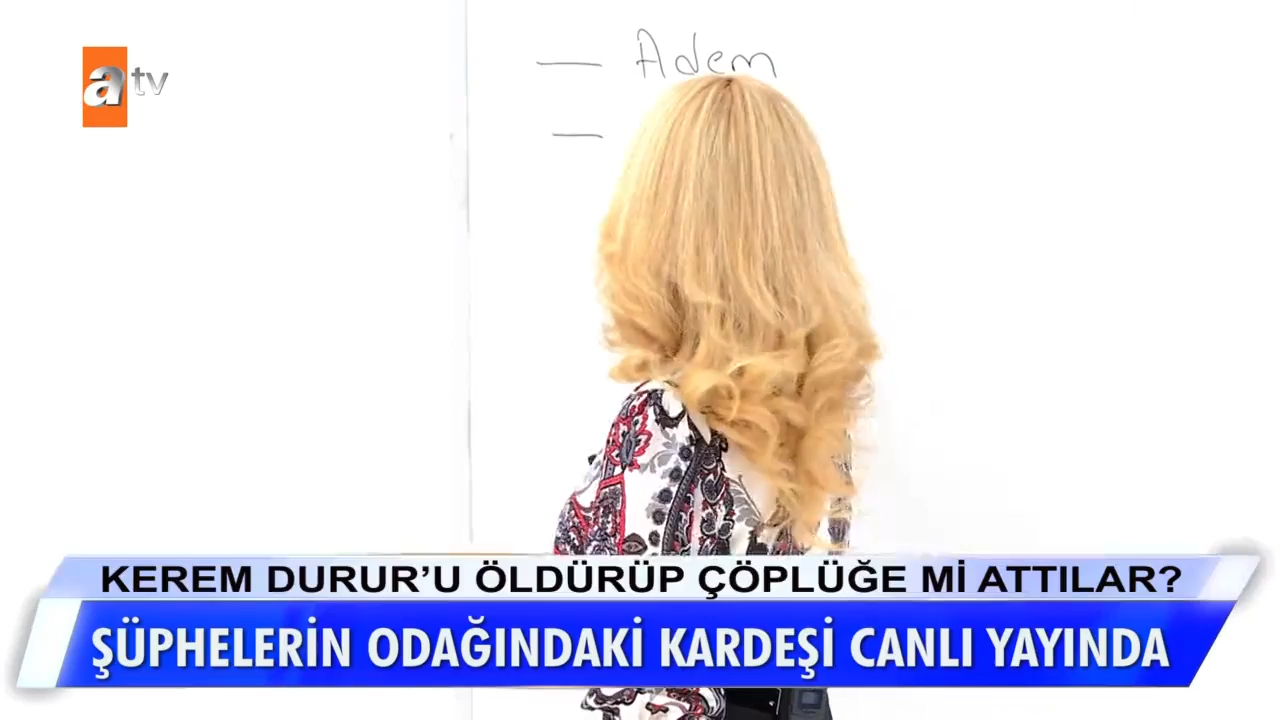 atv
— Adem
—
KEREM DURUR’U ÖLDÜRÜP ÇÖPLÜĞE Mİ ATTILAR?
ŞÜPHELERİN ODAĞINDAKİ KARDEŞİ CANLI YAYINDA